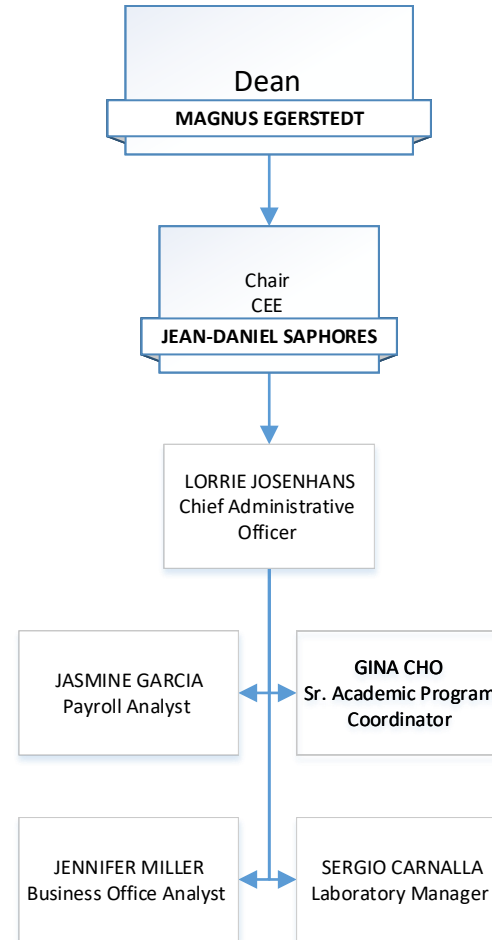 Dean
MAGNUS EGERSTEDT
Chair
CEE
JEAN-DANIEL SAPHORES
LORRIE JOSENHANS
Chief Administrative
Officer
JASMINE GARCIA
Payroll Analyst
GINA CHO
Sr. Academic Program
Coordinator
JENNIFER MILLER
Business Office Analyst
SERGIO CARNALLA
Laboratory Manager